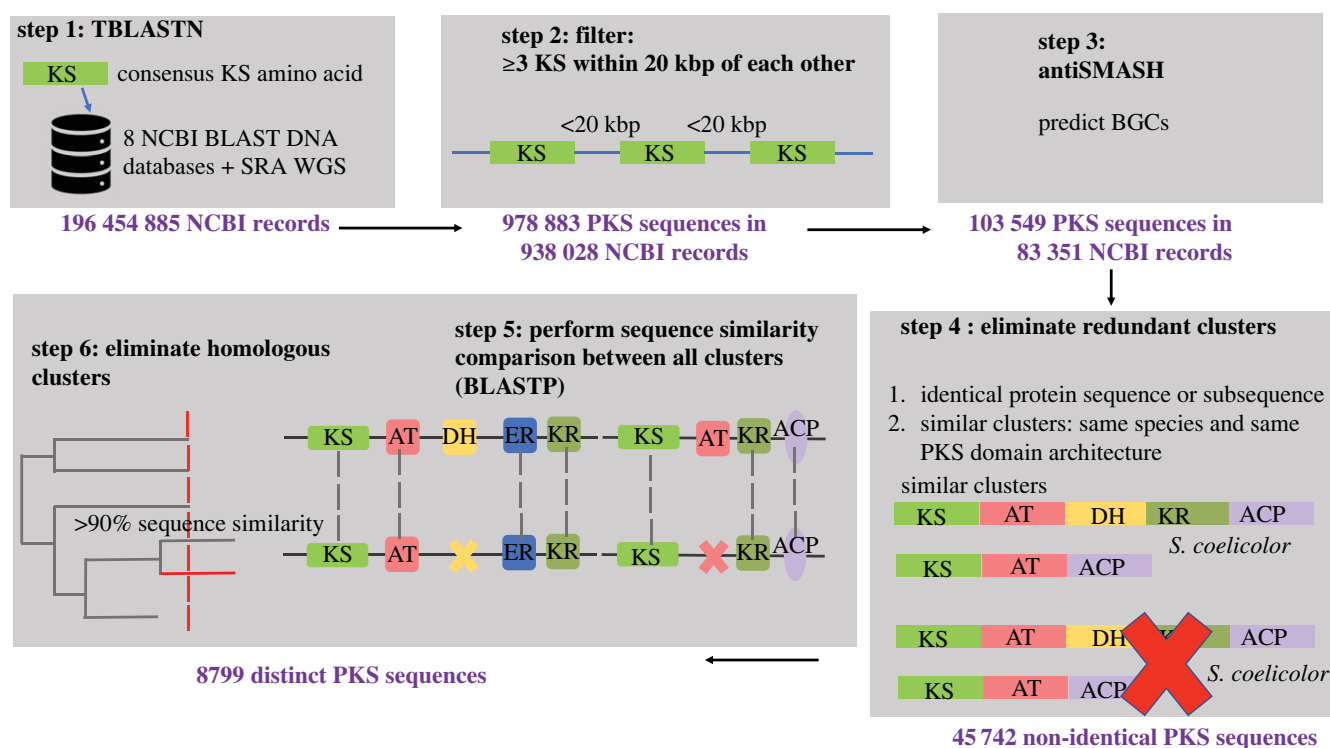 step 1: TBLASTN
KS
consensus KS amino acid
8 NCBI BLAST DNA
databases + SRA WGS
196 454 885 NCBI records
step 2: filter:
≥3 KS within 20 kbp of each other
<20 kbp
<20 kbp
KS
KS
KS
978 883 PKS sequences in
938 028 NCBI records
step 3:
antiSMASH
predict BGCs
103 549 PKS sequences in
83 351 NCBI records
step 4 : eliminate redundant clusters
1. identical protein sequence or subsequence
2. similar clusters: same species and same
PKS domain architecture
similar clusters
KS AT DH KR ACP
S. coelicolor
KS AT ACP
KS AT DH ACP
S. coelicolor
KS AT ACP
45 742 non-identical PKS sequences
step 5: perform sequence similarity
comparison between all clusters
(BLASTP)
KS AT DH ER KR KS AT KR ACP
KS AT ER KR KS KR ACP
step 6: eliminate homologous
clusters
>90% sequence similarity
8799 distinct PKS sequences